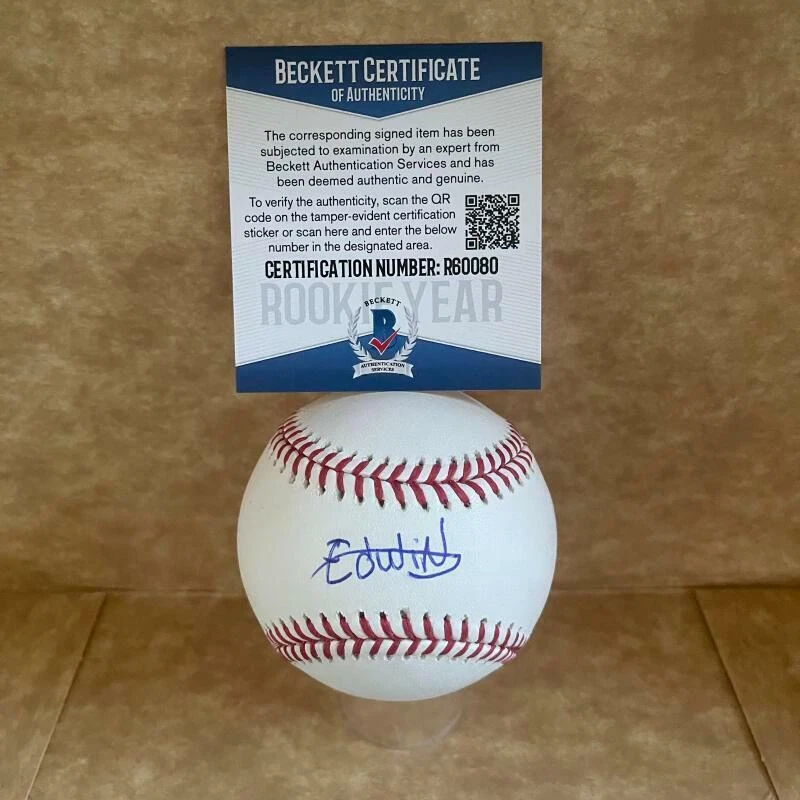 BECKETT CERTIFICATE
OF AUTHENTICITY
The corresponding signed item has been
subjected to examination by an expert from
Beckett Authentication Services and has
been deemed authentic and genuine.
To verify the authenticity, scan the QR
code on the tamper-evident certification
sticker or scan here and enter the below
number in the designated area.
CERTIFICATION NUMBER: R60080
ROOKIE YEAR
BECKETT
B
AUTHENTICATION
SERVICES
EdwiN